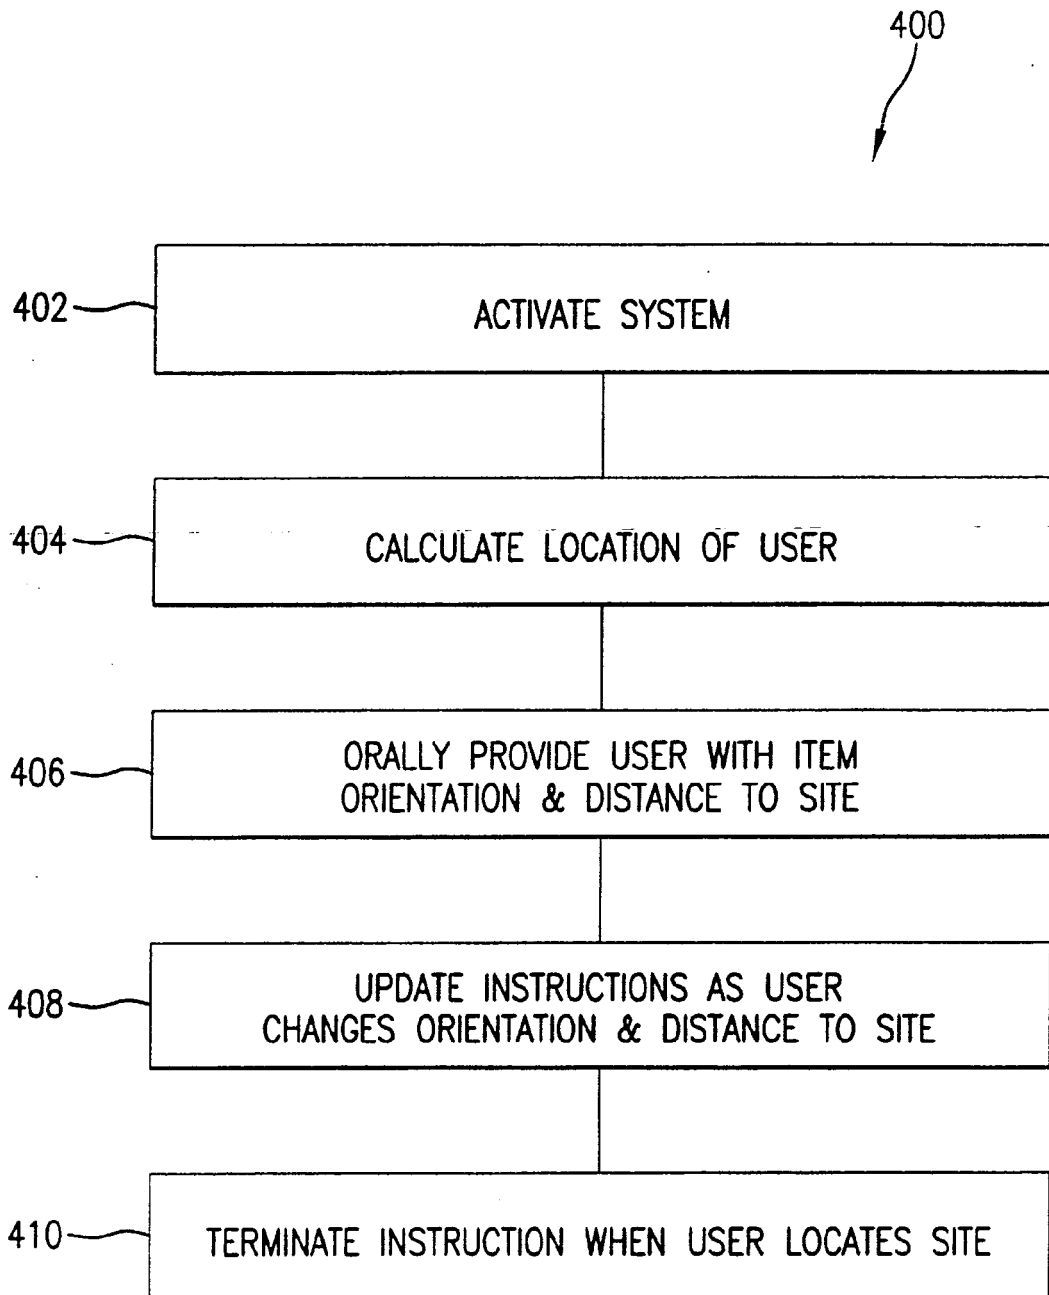 400
402
ACTIVATE SYSTEM
404
CALCULATE LOCATION OF USER
406
ORALLY PROVIDE USER WITH ITEM
ORIENTATION & DISTANCE TO SITE
408
UPDATE INSTRUCTIONS AS USER
CHANGES ORIENTATION & DISTANCE TO SITE
410
TERMINATE INSTRUCTION WHEN USER LOCATES SITE